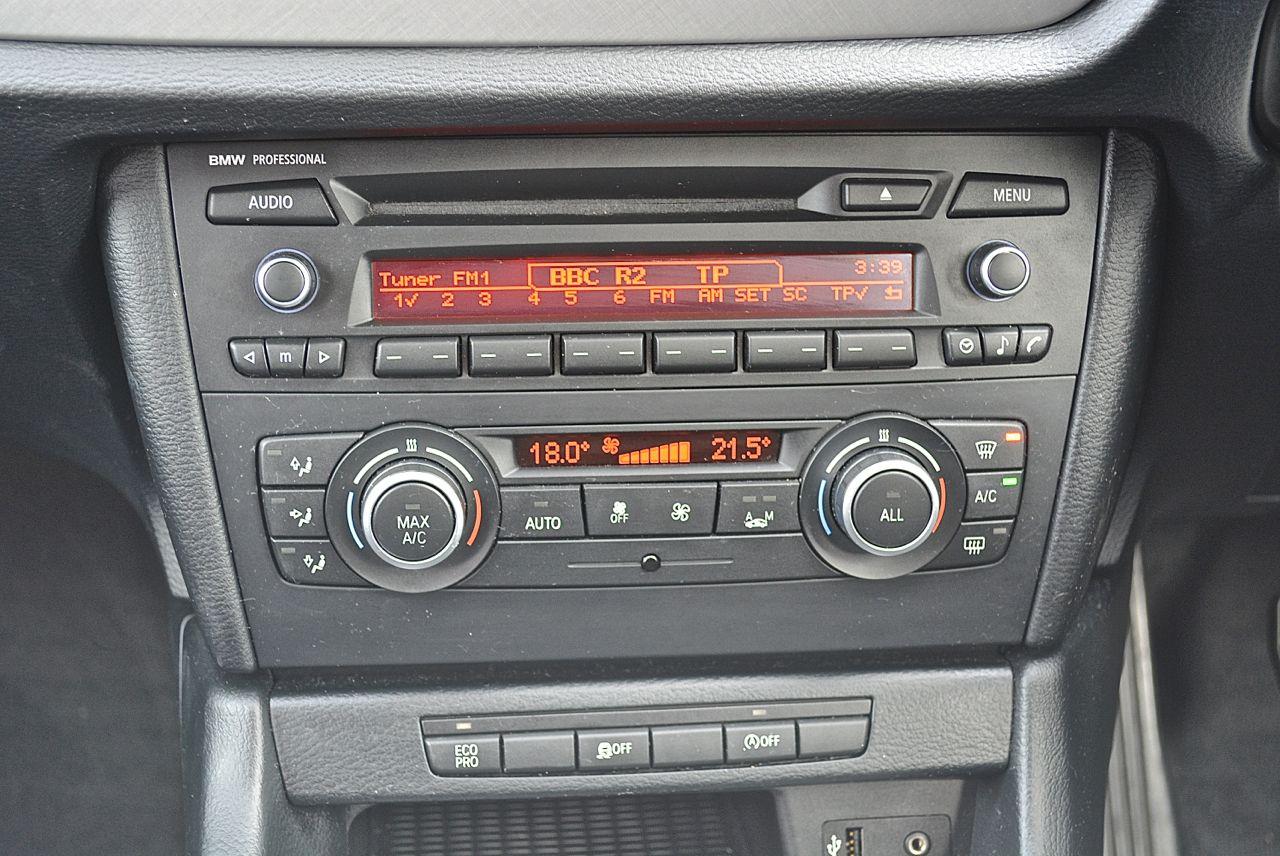 BMW PROFESSIONAL
AUDIO
MENU
Tuner FM1 BBC R2 TP 3:39
1√ 2 3 4 5 6 FM AM SET SC TP√
m
18.0° 21.5°
MAX A/C
AUTO
OFF
A M
ALL
A/C
ECO PRO
OFF
A OFF